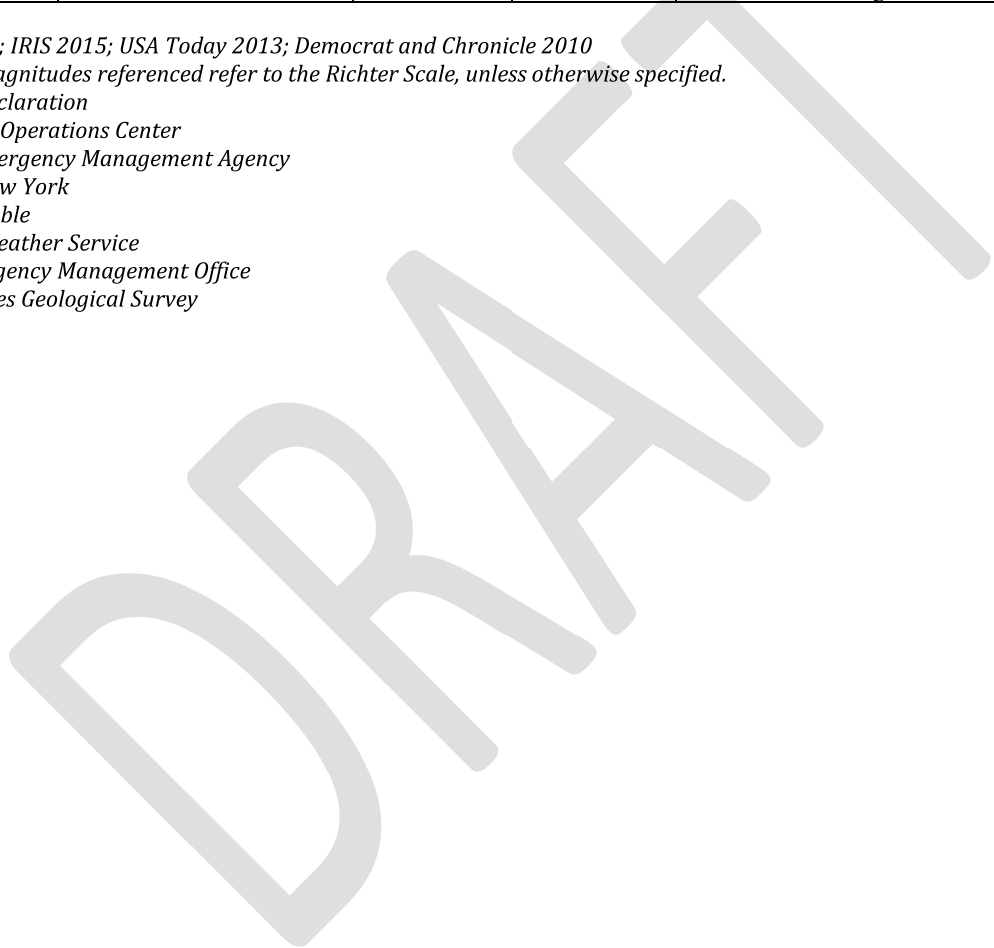 ; IRIS 2015; USA Today 2013; Democrat and Chronicle 2010
agnitudes referenced refer to the Richter Scale, unless otherwise specified.
claration
Operations Center
ergency Management Agency
w York
ble
eather Service
gency Management Office
es Geological Survey
DRAFT